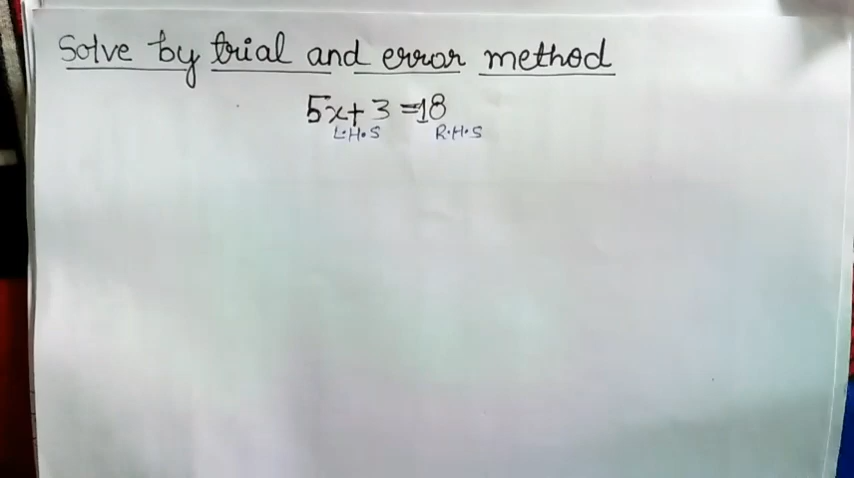 Solve by trial and error method
5x+ 3 =18
L.H.S R.H.S